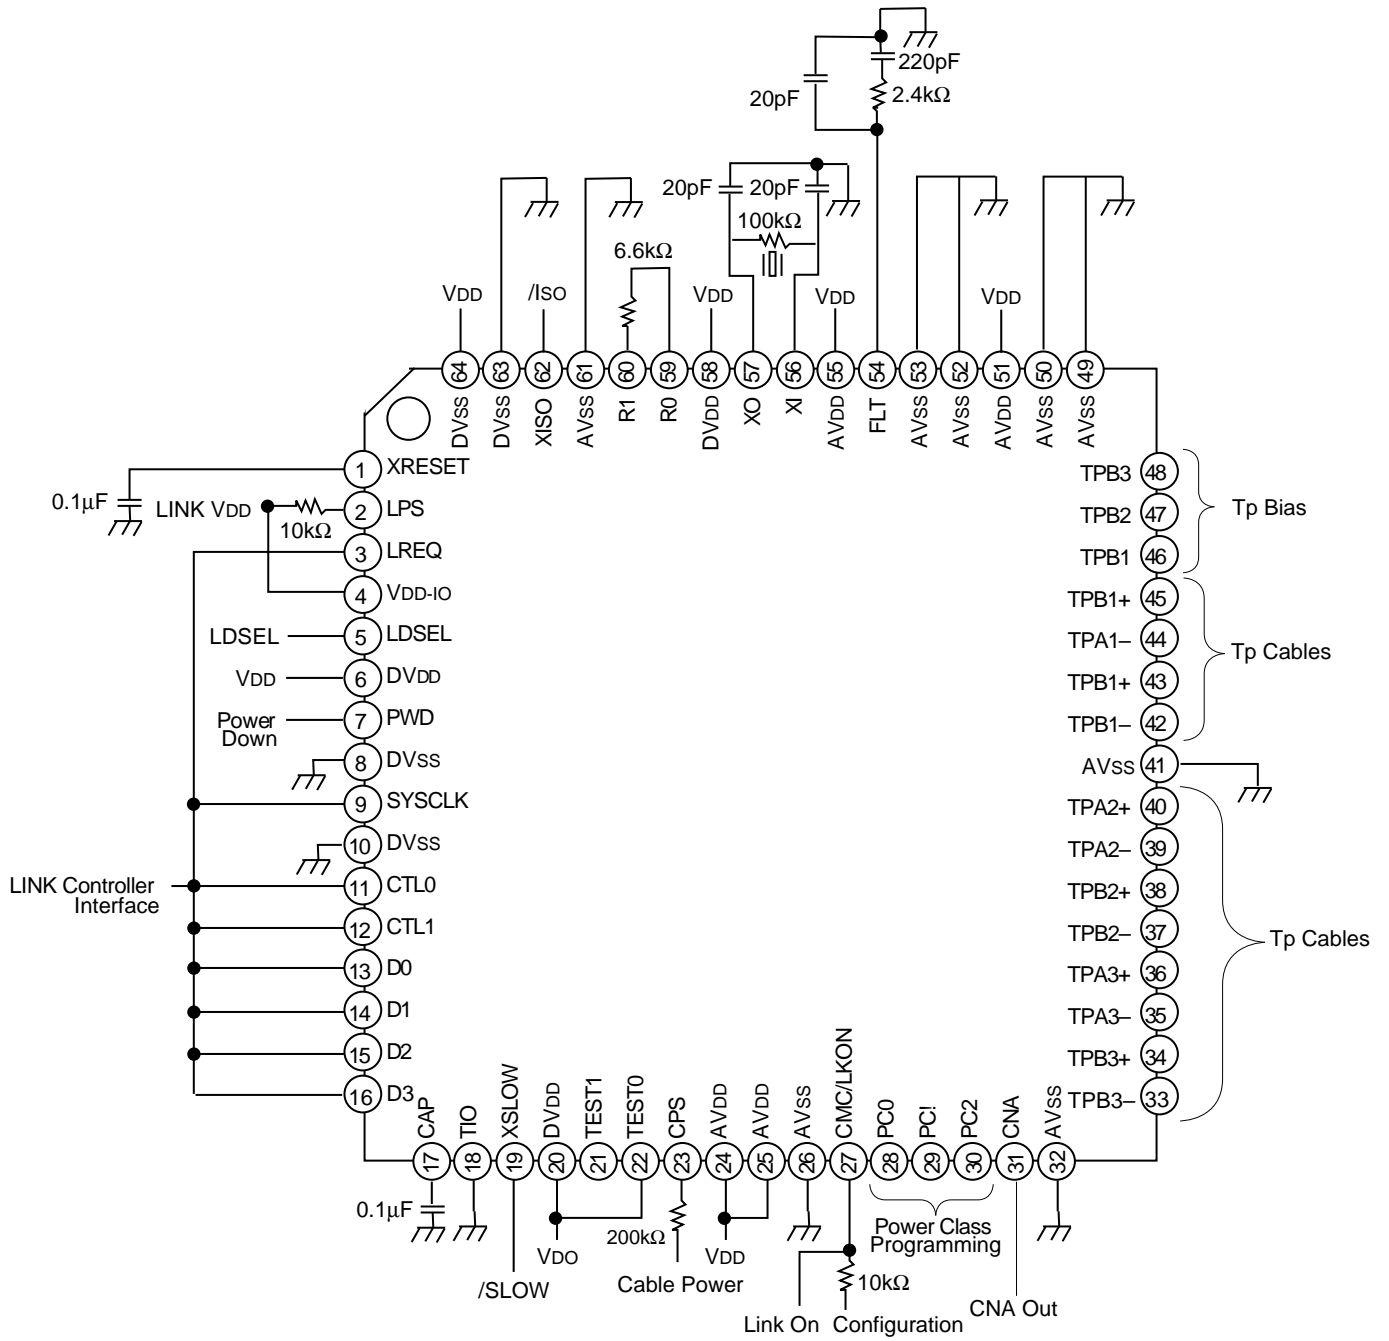 220pF
20pF
2.4kΩ
20pF
20pF
100kΩ
6.6kΩ
VDD
/ISO
VDD
VDD
VDD
64
63
62
61
60
59
58
57
56
55
54
53
52
51
50
49
DVSS
DVSS
XISO
AVSS
R1
R0
DVDD
XO
XI
AVDD
FLT
AVSS
AVSS
AVDD
AVSS
AVSS
0.1µF
1 XRESET
LINK VDD
10kΩ
2 LPS
3 LREQ
4 VDD-IO
LDSEL
5 LDSEL
VDD
6 DVDD
Power
Down
7 PWD
8 DVSS
9 SYSCLK
10 DVSS
LINK Controller
Interface
11 CTL0
12 CTL1
13 D0
14 D1
15 D2
16 D3
TPB3 48
TPB2 47
TPB1 46
Tp Bias
TPB1+ 45
TPA1– 44
TPB1+ 43
TPB1– 42
Tp Cables
AVSS 41
TPA2+ 40
TPA2– 39
TPB2+ 38
TPB2– 37
TPA3+ 36
TPA3– 35
TPB3+ 34
TPB3– 33
Tp Cables
CAP
TIO
XSLOW
DVDD
TEST1
TEST0
CPS
AVDD
AVDD
AVSS
CMC/LKON
PC0
PC!
PC2
CNA
AVSS
17
18
19
20
21
22
23
24
25
26
27
28
29
30
31
32
0.1µF
/SLOW
VDO
200kΩ
Cable Power
VDD
Power Class
Programming
10kΩ
Link On
Configuration
CNA Out